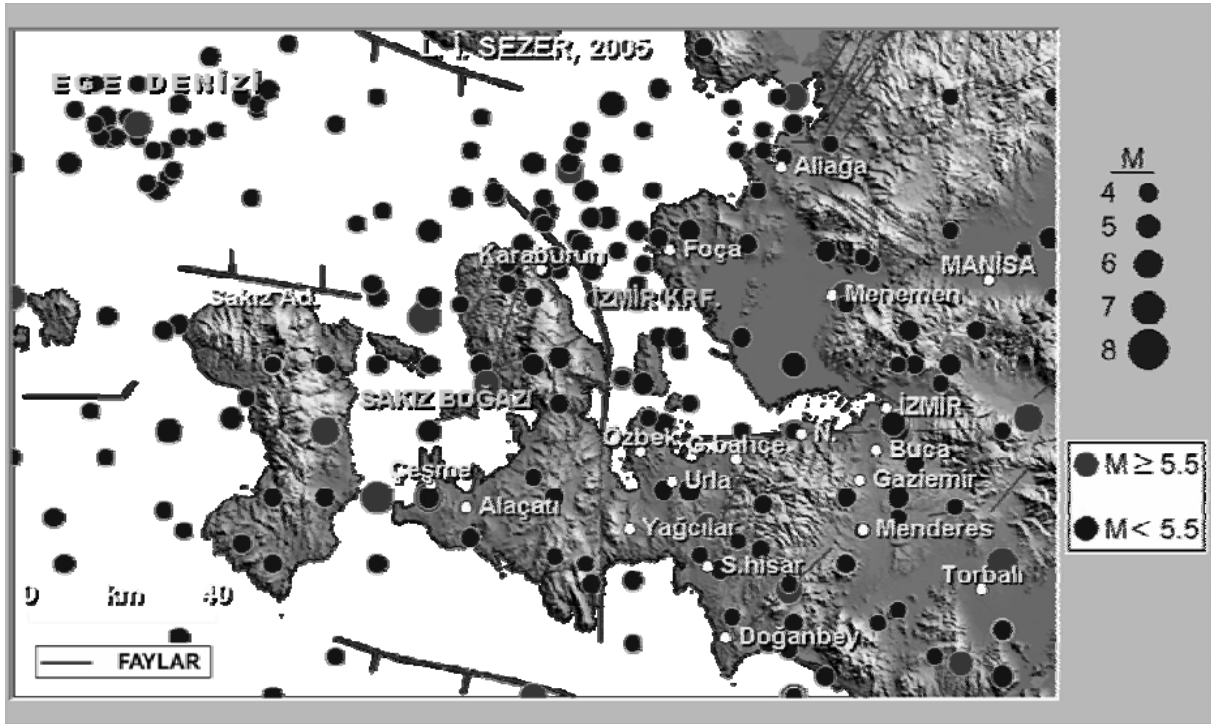 L. İ. SEZER, 2005
EGE DENİZİ
Aliağa
Foça
Karaburun
MANİSA
Sakız Ad.
İZMİR KRF.
Menemen
SAKIZ BOĞAZI
İZMİR
Özbek
G.bahçe
N.
Buca
Çeşme
Urla
Gaziemir
Alaçatı
Yağcılar
Menderes
S.hisar
Torbalı
0 km 40
Doğanbey
FAYLAR
M
4
5
6
7
8
M ≥ 5.5
M < 5.5